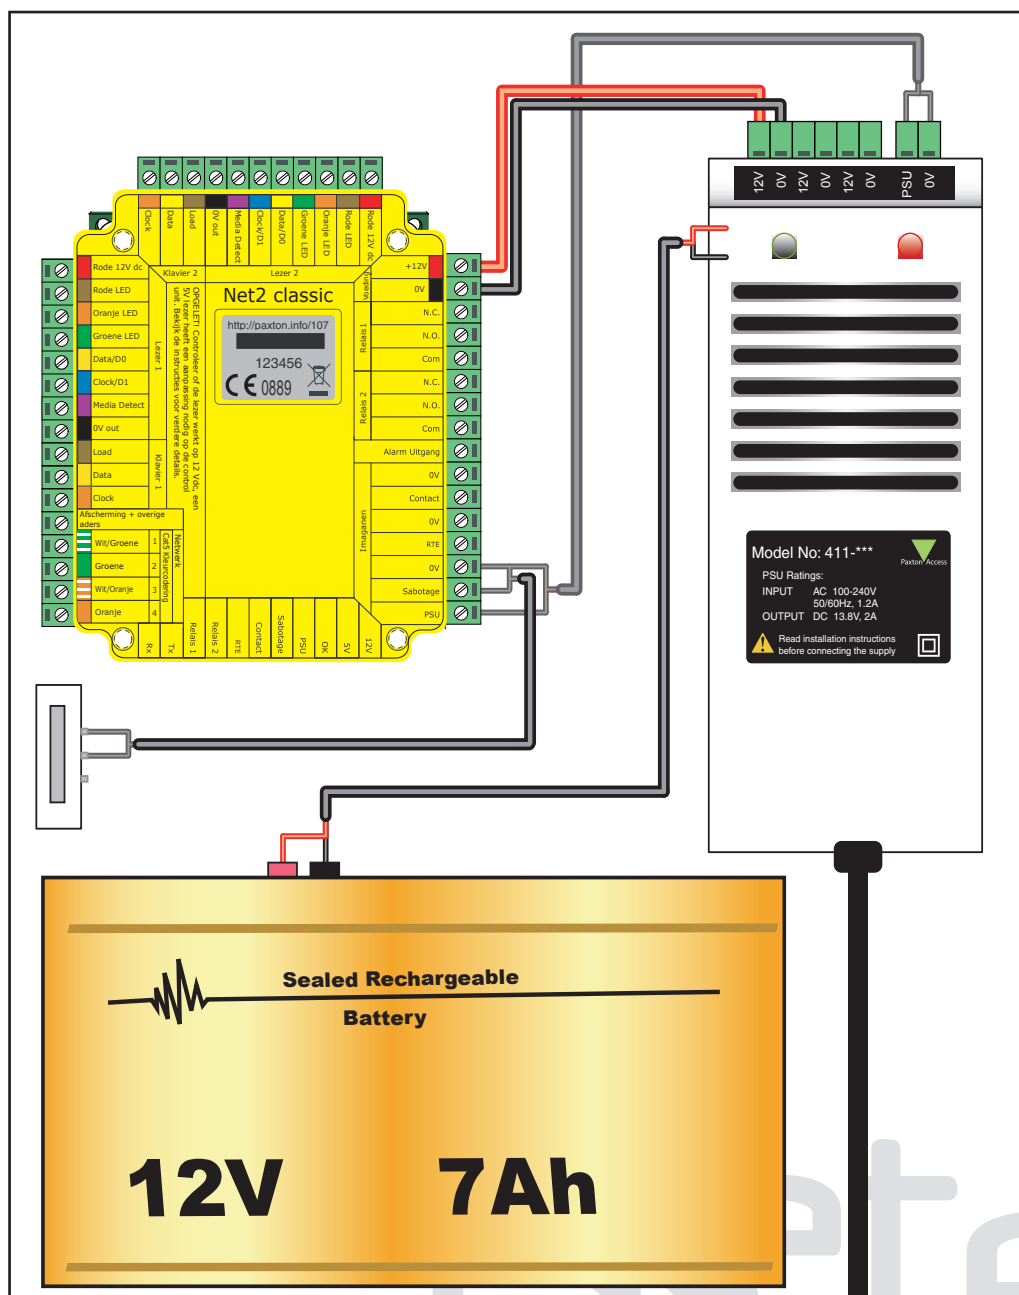 12V
0V
12V
0V
12V
0V
PSU
0V
Clock
Data
Load
0V out
Media Detect
Clock/D1
Data/D0
Groene LED
Oranje LED
Rode LED
Rode 12V dc
Klavier 2
Lezer 2
Voeding
Rode 12V dc
Rode LED
Oranje LED
Groene LED
Data/D0
Clock/D1
Media Detect
0V out
Load
Data
Clock
Lezer 1
Klavier 1
Afscherming + overige
aders
Wit/Groene 1
Groene 2
Wit/Oranje 3
Oranje 4
Cat5 Kleurcodering
Netwerk
OPGELET! Controleer of de lezer werkt op 12 Vdc, een
5V lezer heeft een aanpassing nodig op de control
unit. Bekijk de instructies voor verdere details.
Net2 classic
http://paxton.info/107
123456
CE 0889
+12V
0V
N.C.
N.O.
Com
N.C.
N.O.
Com
Alarm Uitgang
0V
Contact
0V
RTE
0V
Sabotage
PSU
Relais 1
Relais 2
Imaganen
Rx
Tx
Relais 1
Relais 2
RTE
Contact
Sabotage
PSU
OK
5V
12V
Model No: 411-***
Paxton Access
PSU Ratings:
INPUT AC 100-240V
50/60Hz, 1.2A
OUTPUT DC 13.8V, 2A
Read installation instructions
before connecting the supply
Sealed Rechargeable
Battery
12V 7Ah